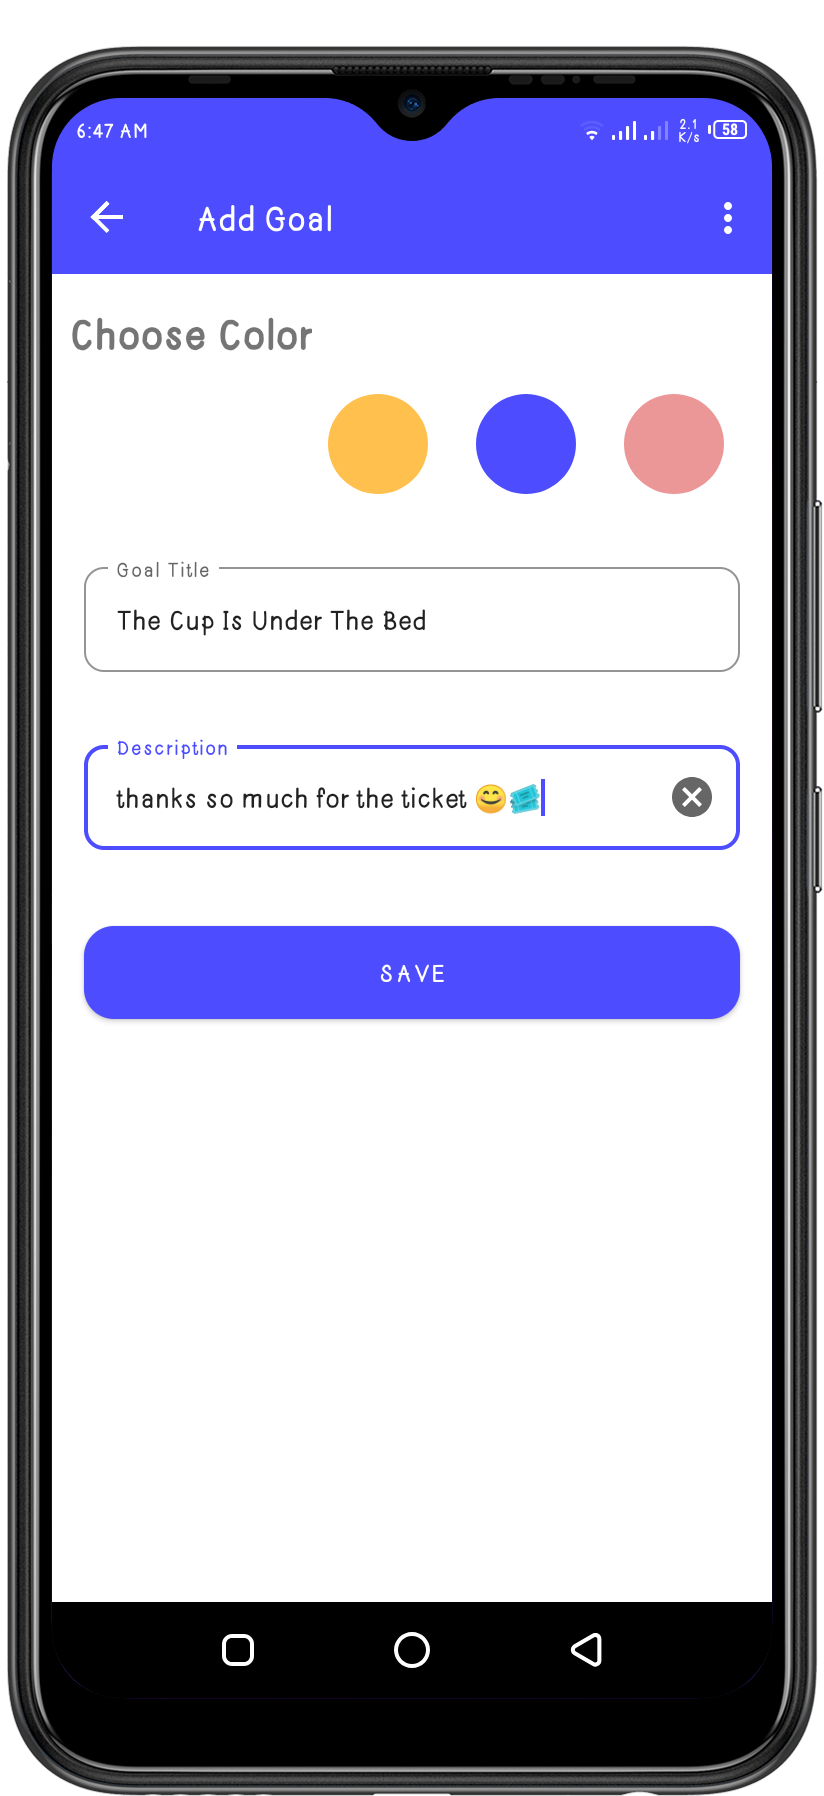 6:47 AM
2.1
K/s
58
Add Goal
Choose Color
Goal Title
The Cup Is Under The Bed
Description
thanks so much for the ticket 😊🎫
SAVE